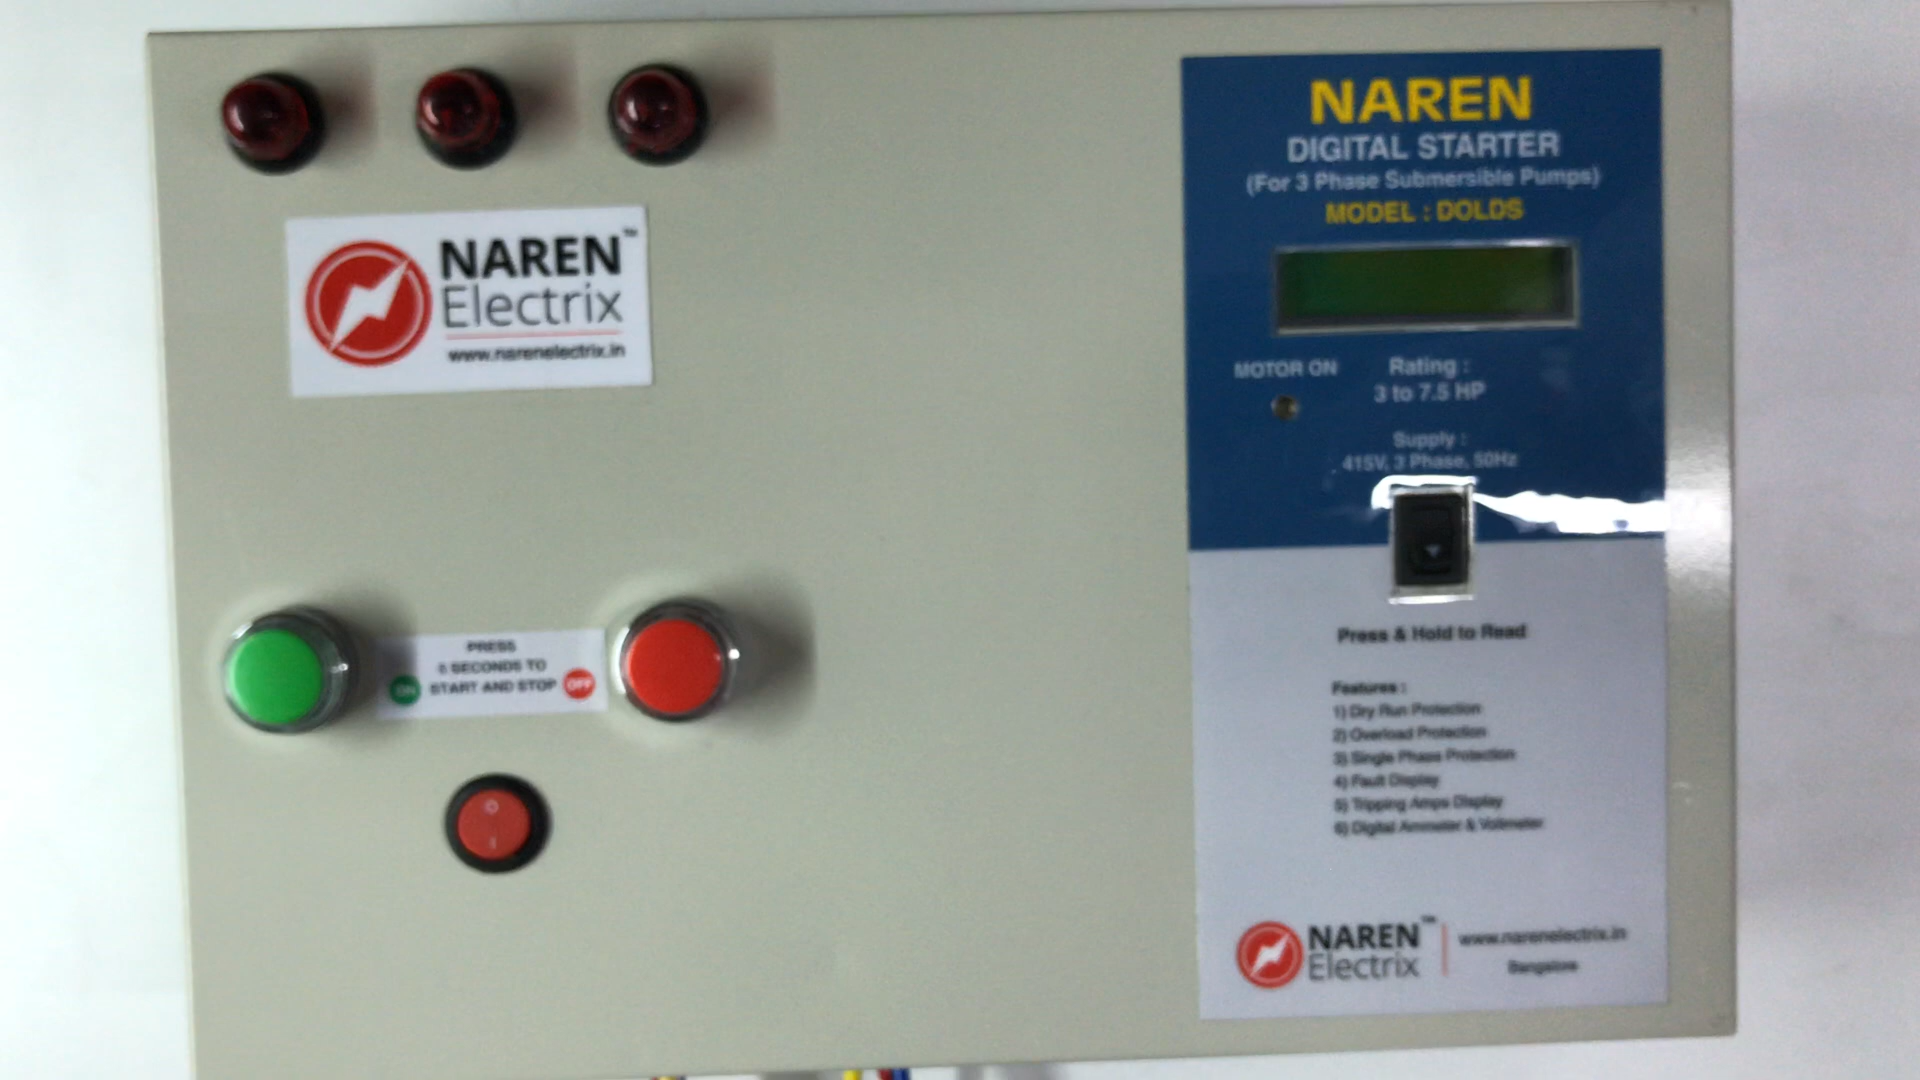 NAREN™
Electrix
www.narenelectrix.in
PRESS
SECONDS TO
ON START AND STOP OFF
O
I
NAREN
DIGITAL STARTER
(For 3 Phase Submersible Pumps)
MODEL : DOLDS
MOTOR ON
Rating :
3 to 7.5 HP
Supply :
415V, 3 Phase, 50Hz
Press & Hold to Read
Features :
1) Dry Run Protection
2) Overload Protection
3) Single Phase Protection
4) Fault Display
5) Tripping Amps Display
6) Digital Ammeter & Voltmeter
NAREN™
Electrix
www.narenelectrix.in
Bangalore